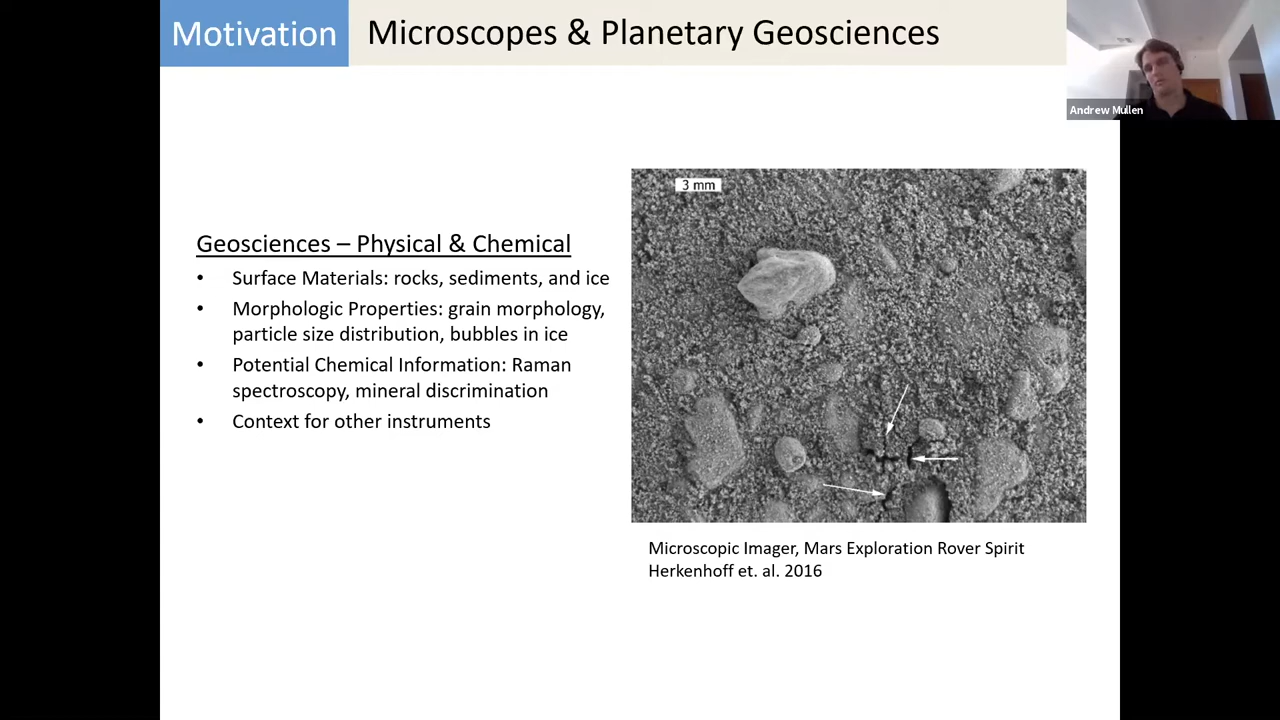 Motivation
Microscopes & Planetary Geosciences
Andrew Mullen
3 mm
Geosciences – Physical & Chemical
• Surface Materials: rocks, sediments, and ice
• Morphologic Properties: grain morphology,
particle size distribution, bubbles in ice
• Potential Chemical Information: Raman
spectroscopy, mineral discrimination
• Context for other instruments
Microscopic Imager, Mars Exploration Rover Spirit
Herkenhoff et. al. 2016